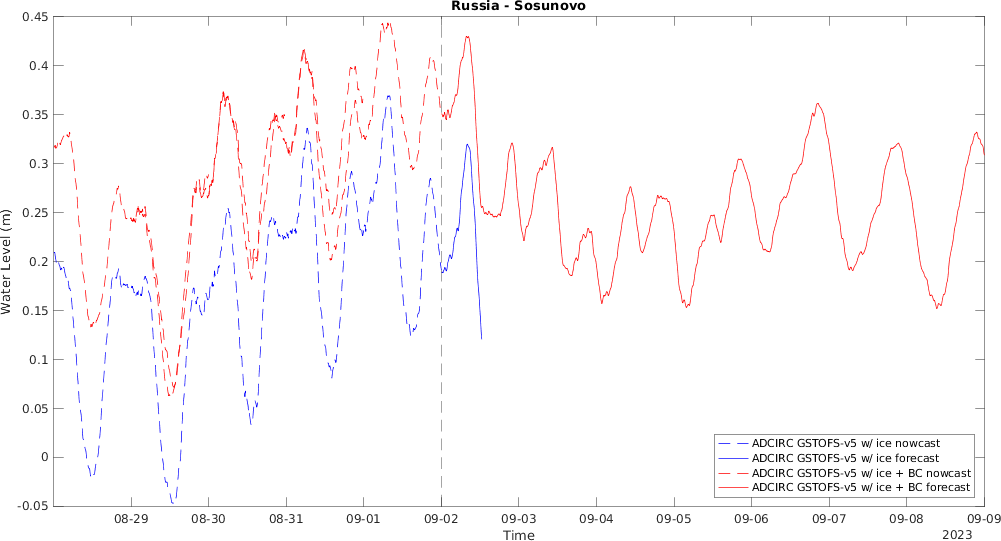 Russia - Sosunovo
0.45
0.4
0.35
0.3
0.25
0.2
0.15
0.1
0.05
0
-0.05
Water Level (m)
08-29 08-30 08-31 09-01 09-02 09-03 09-04 09-05 09-06 09-07 09-08 09-09
Time
2023
ADCIRC GSTOFS-v5 w/ ice nowcast
ADCIRC GSTOFS-v5 w/ ice forecast
ADCIRC GSTOFS-v5 w/ ice + BC nowcast
ADCIRC GSTOFS-v5 w/ ice + BC forecast